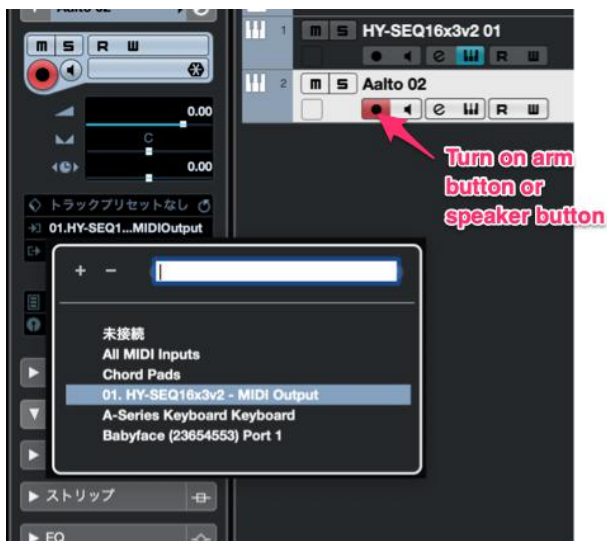 Aalto 02
M S R W
0.00
C
0.00
トラックプリセットなし
01.HY-SEQ1...MIDIOutput
1 M S HY-SEQ16x3v2 01
e R W
2 M S Aalto 02
e R W
Turn on arm
button or
speaker button
+ -
未接続
All MIDI Inputs
Chord Pads
01. HY-SEQ16x3v2 - MIDI Output
A-Series Keyboard Keyboard
Babyface (23654553) Port 1
ストリップ
EQ